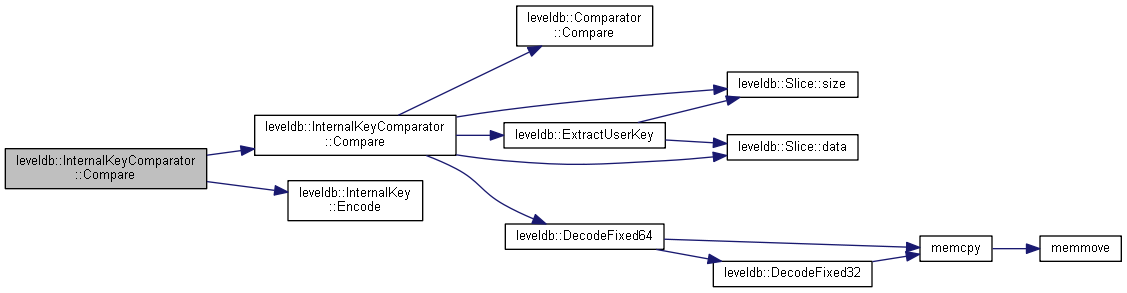 leveldb::InternalKeyComparator
::Compare
leveldb::InternalKeyComparator
::Compare
leveldb::InternalKey
::Encode
leveldb::Comparator
::Compare
leveldb::ExtractUserKey
leveldb::DecodeFixed64
leveldb::Slice::size
leveldb::Slice::data
leveldb::DecodeFixed32
memcpy
memmove